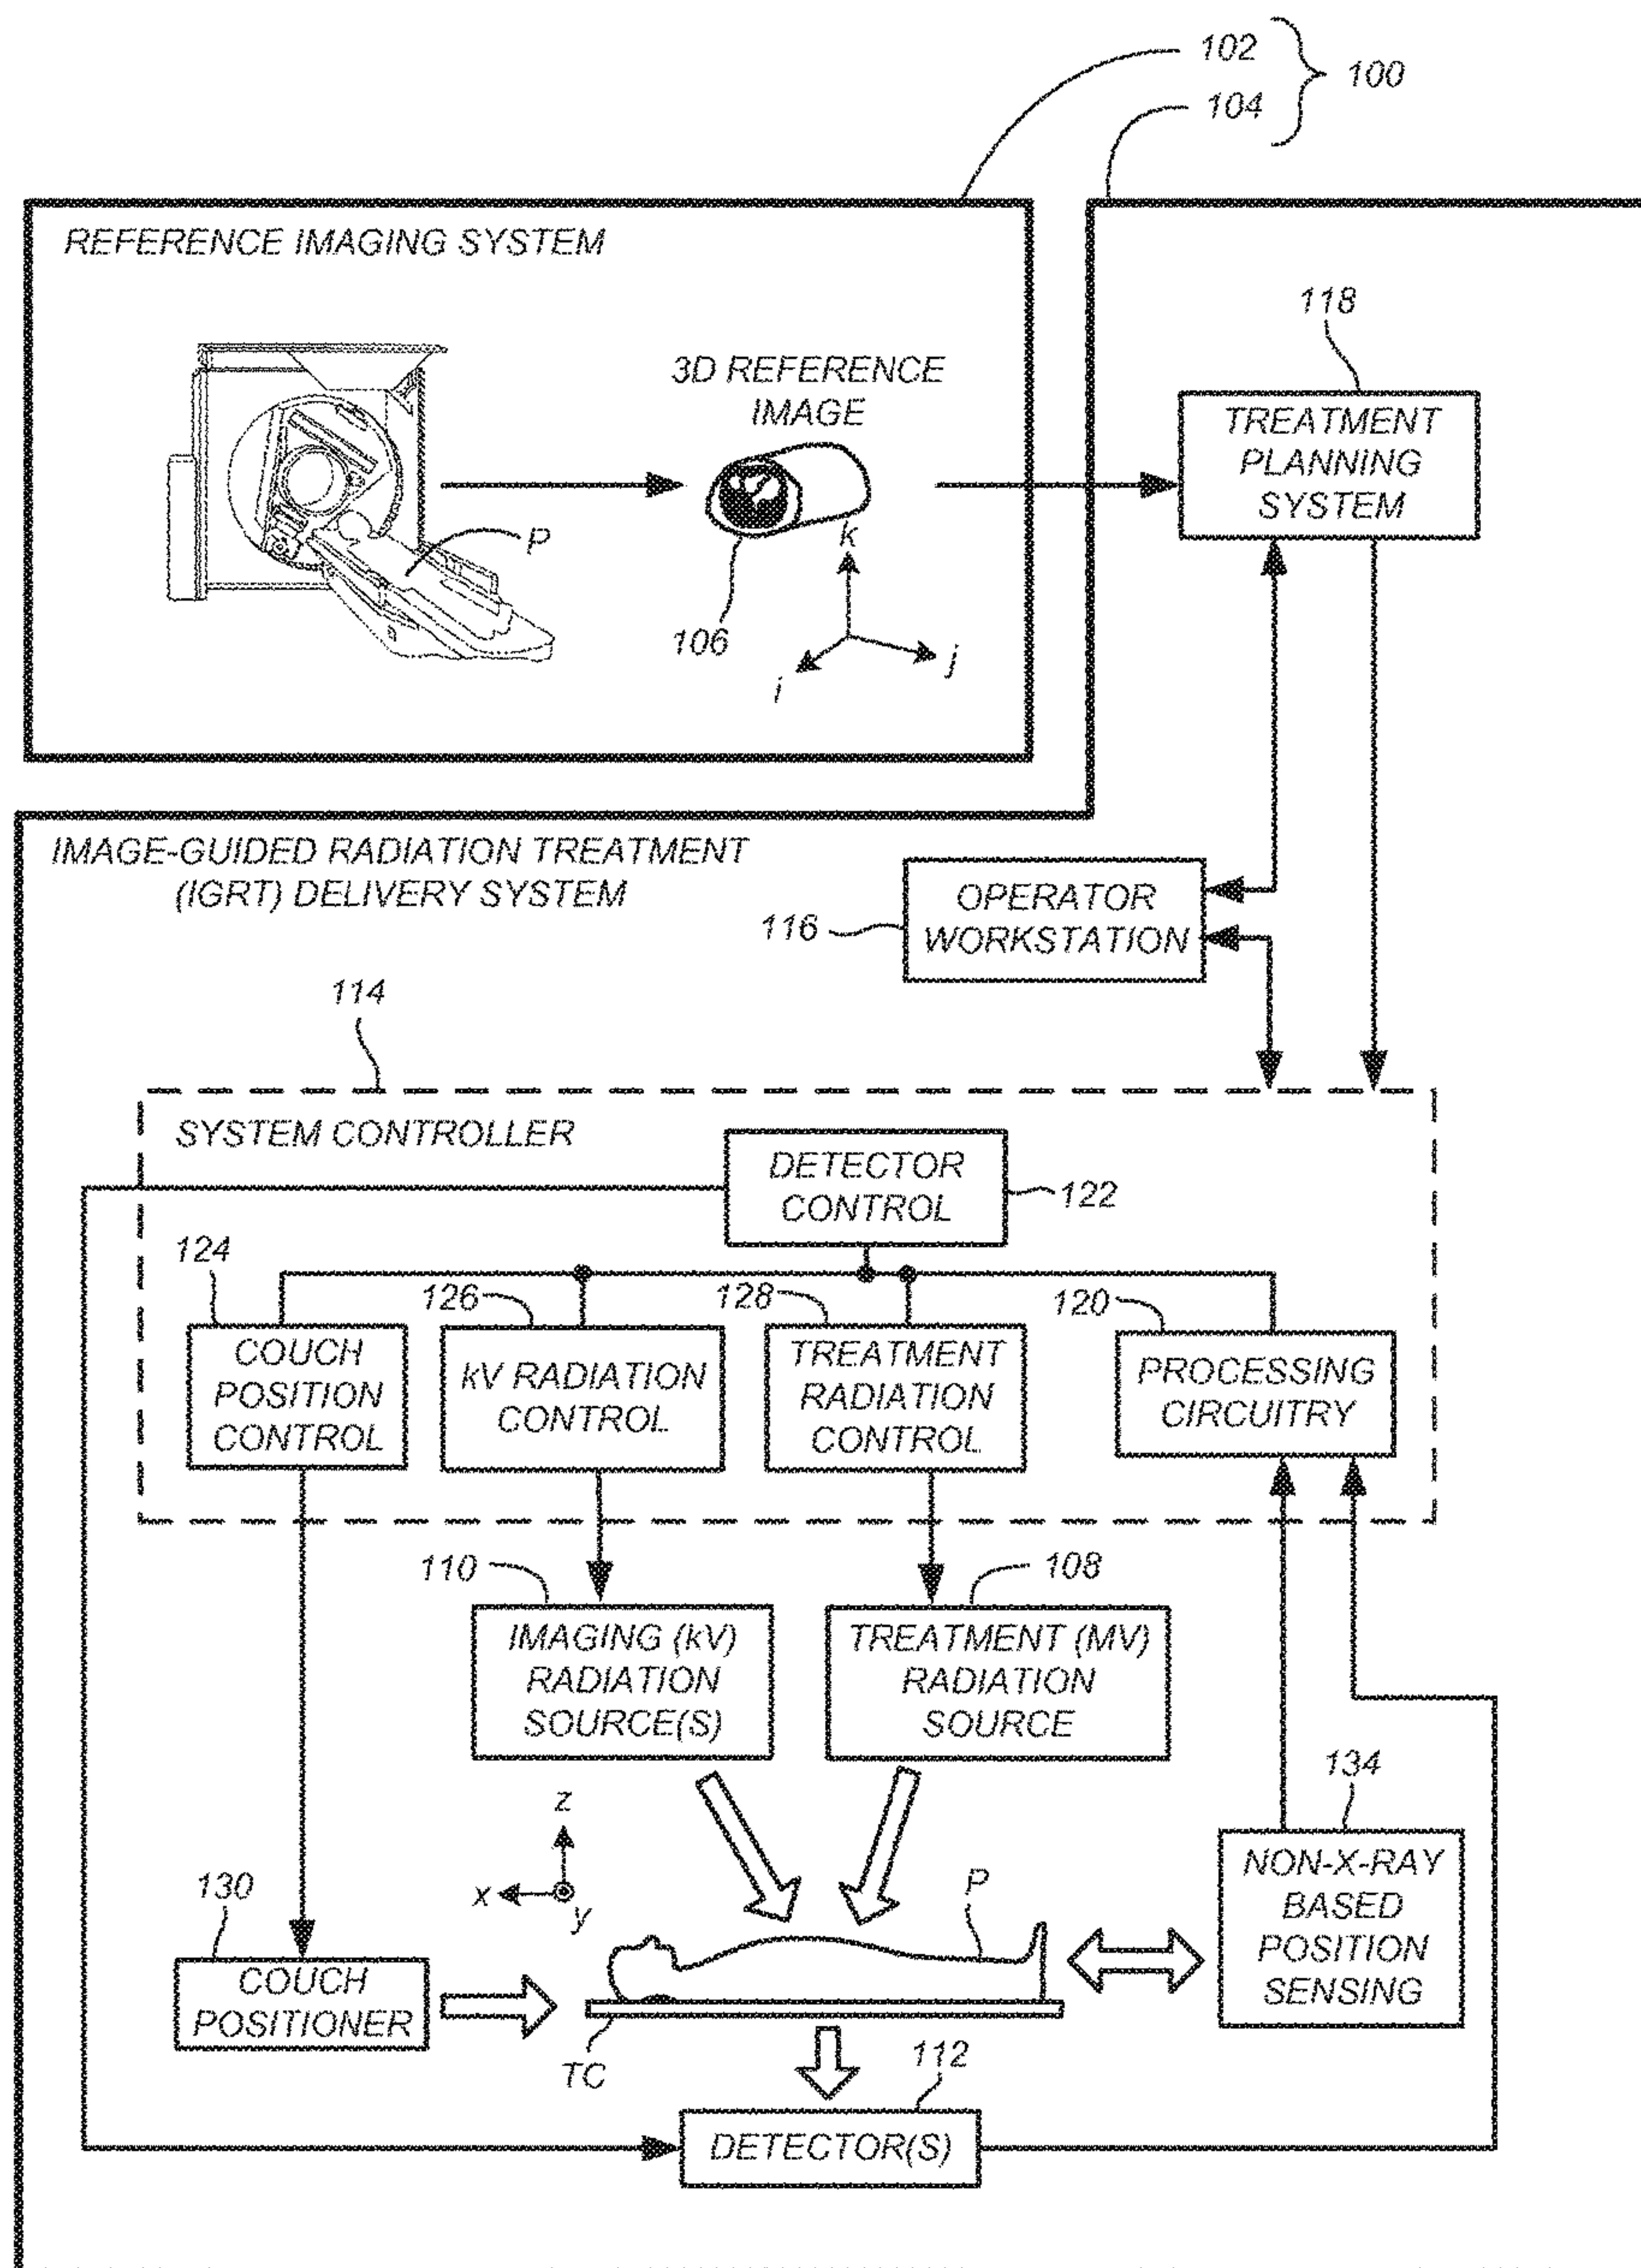 102
100
104
REFERENCE IMAGING SYSTEM
118
3D REFERENCE
IMAGE
TREATMENT
PLANNING
SYSTEM
P
k
106
j
i
IMAGE-GUIDED RADIATION TREATMENT
(IGRT) DELIVERY SYSTEM
OPERATOR
WORKSTATION
116
114
SYSTEM CONTROLLER
DETECTOR
CONTROL
122
124
126
128
120
COUCH
POSITION
CONTROL
kV RADIATION
CONTROL
TREATMENT
RADIATION
CONTROL
PROCESSING
CIRCUITRY
110
108
IMAGING (kV)
RADIATION
SOURCE(S)
TREATMENT (MV)
RADIATION
SOURCE
134
z
x
y
130
P
NON-X-RAY
BASED
POSITION
SENSING
COUCH
POSITIONER
TC
112
DETECTOR(S)